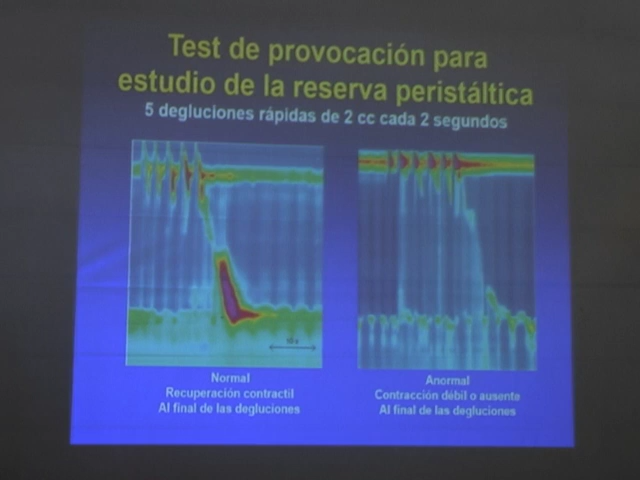 Test de provocación para
estudio de la reserva peristáltica
5 degluciones rápidas de 2 cc cada 2 segundos
Normal
Recuperación contractil
Al final de las degluciones
Anormal
Contracción débil o ausente
Al final de las degluciones